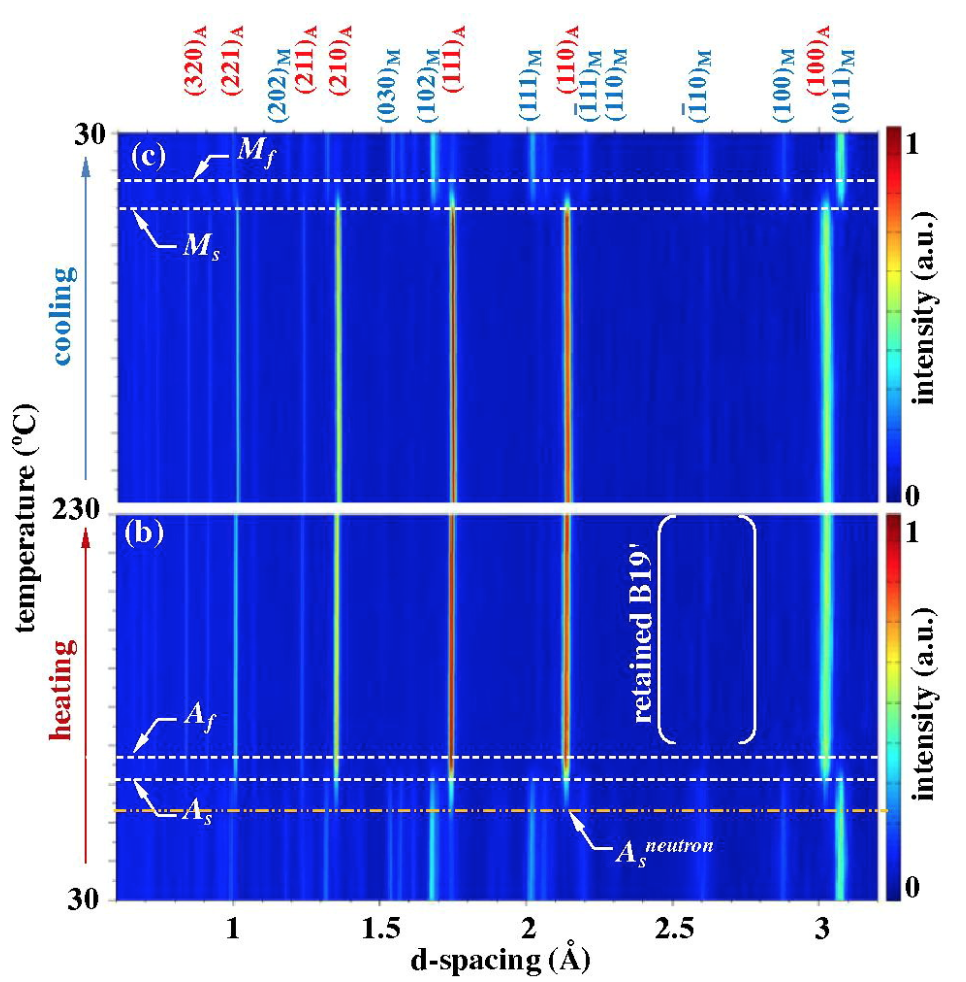 (320)A
(221)A
(202)M
(211)A
(210)A
(030)M
(102)M
(111)A
(111)M
(110)A
(1̄11)M
(110)M
(1̄10)M
(100)M
(100)A
(011)M
30
(c)
Mf
Ms
cooling
1
intensity (a.u.)
0
temperature (ºC)
230
(b)
retained B19'
heating
Af
As
As neutron
1
intensity (a.u.)
0
30
1
1.5
2
2.5
3
d-spacing (Å)